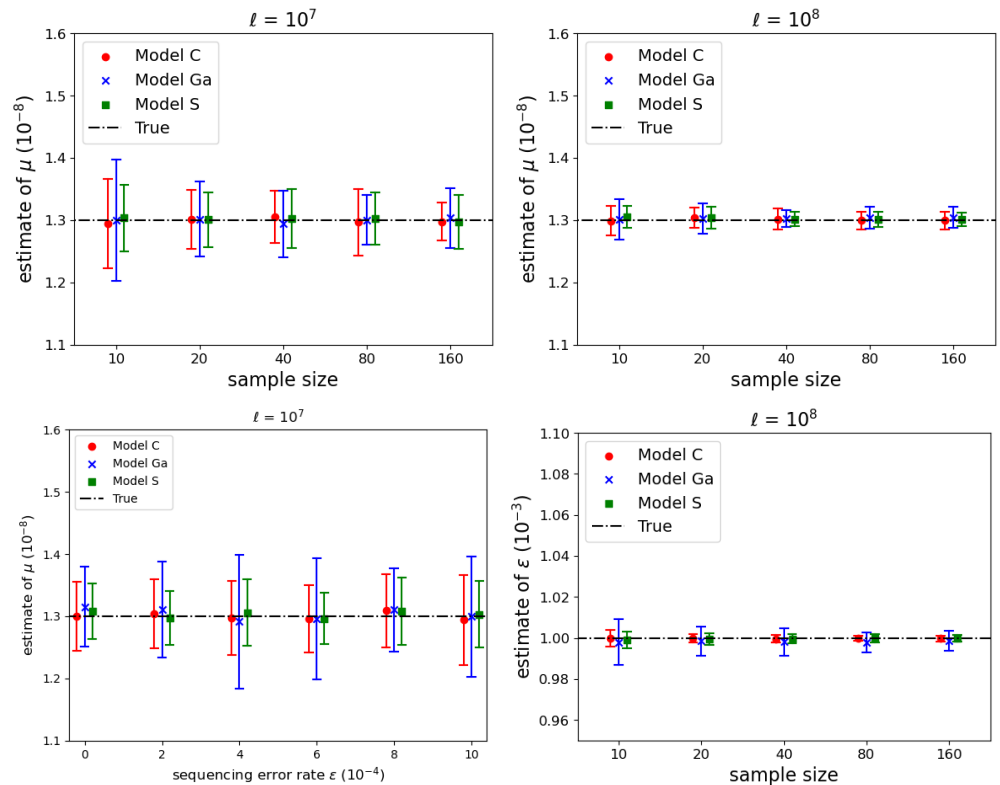 ℓ = 10⁷
estimate of μ (10⁻⁸)
1.6
1.5
1.4
1.3
1.2
1.1
Model C
Model Ga
Model S
True
10 20 40 80 160
sample size
ℓ = 10⁸
estimate of μ (10⁻⁸)
1.6
1.5
1.4
1.3
1.2
1.1
Model C
Model Ga
Model S
True
10 20 40 80 160
sample size
ℓ = 10⁷
estimate of μ (10⁻⁸)
1.6
1.5
1.4
1.3
1.2
1.1
Model C
Model Ga
Model S
True
0 2 4 6 8 10
sequencing error rate ε (10⁻⁴)
ℓ = 10⁸
estimate of ε (10⁻³)
1.10
1.08
1.06
1.04
1.02
1.00
0.98
0.96
Model C
Model Ga
Model S
True
10 20 40 80 160
sample size